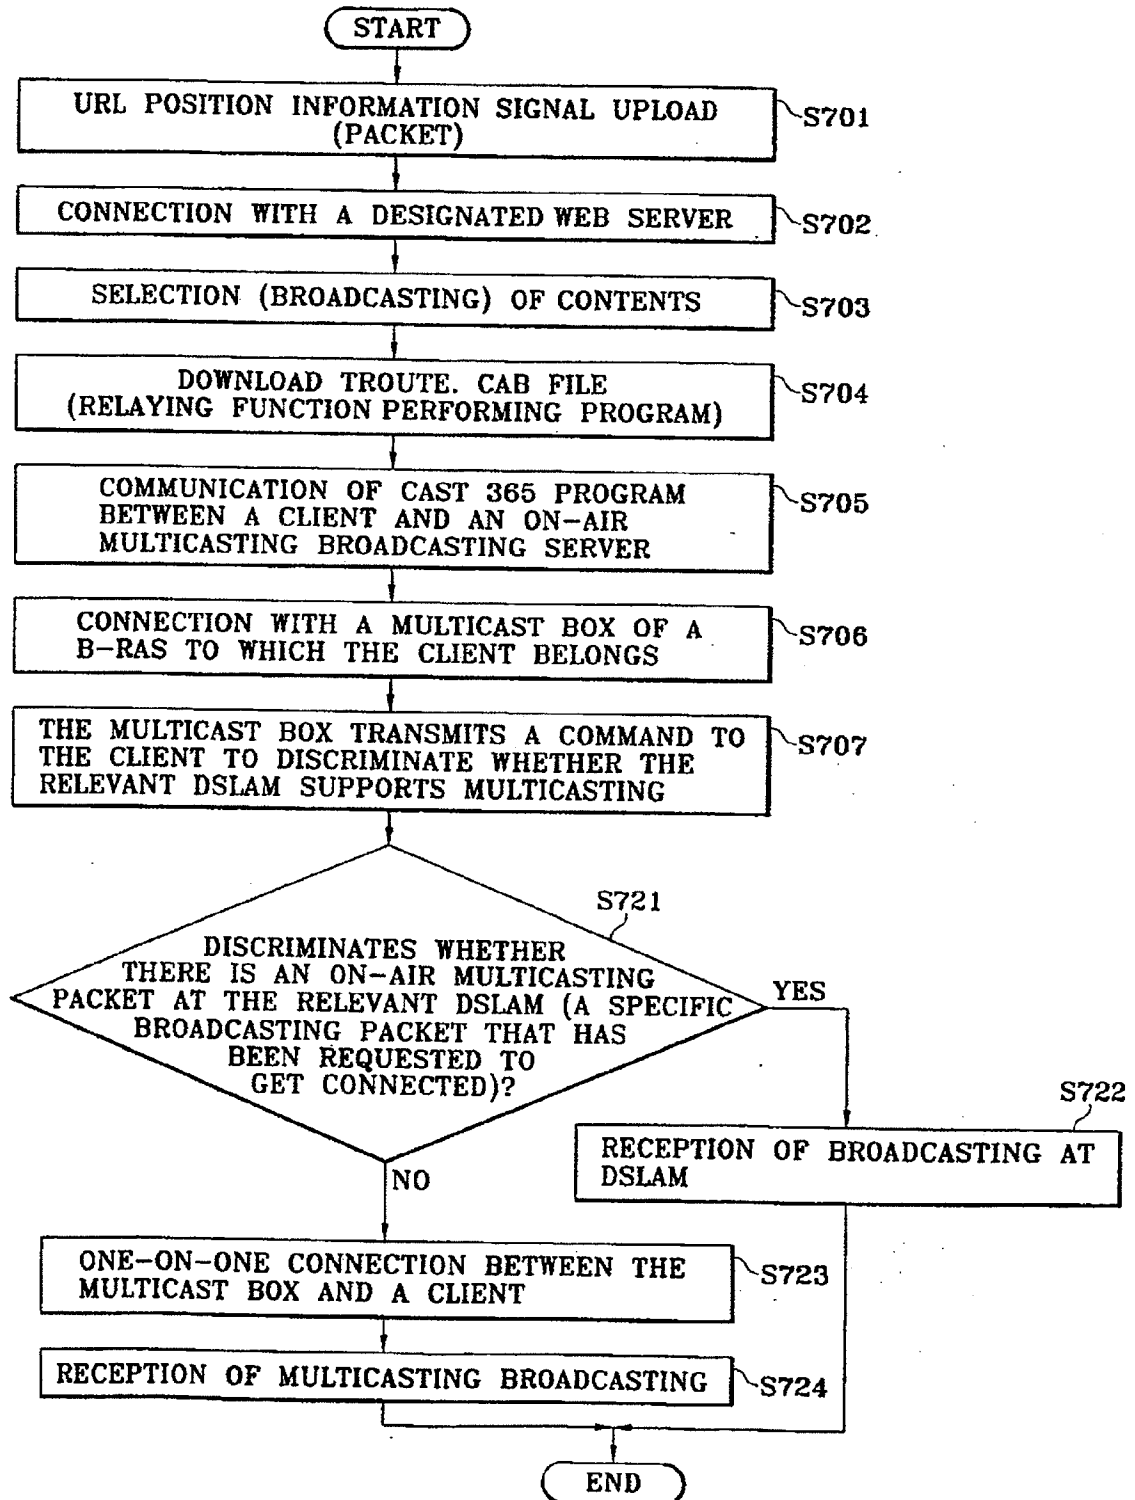 START
URL POSITION INFORMATION SIGNAL UPLOAD
(PACKET)
S701
CONNECTION WITH A DESIGNATED WEB SERVER
S702
SELECTION (BROADCASTING) OF CONTENTS
S703
DOWNLOAD TROUTE. CAB FILE
(RELAYING FUNCTION PERFORMING PROGRAM)
S704
COMMUNICATION OF CAST 365 PROGRAM
BETWEEN A CLIENT AND AN ON-AIR
MULTICASTING BROADCASTING SERVER
S705
CONNECTION WITH A MULTICAST BOX OF A
B-RAS TO WHICH THE CLIENT BELONGS
S706
THE MULTICAST BOX TRANSMITS A COMMAND TO
THE CLIENT TO DISCRIMINATE WHETHER THE
RELEVANT DSLAM SUPPORTS MULTICASTING
S707
S721
DISCRIMINATES WHETHER
THERE IS AN ON-AIR MULTICASTING
PACKET AT THE RELEVANT DSLAM (A SPECIFIC
BROADCASTING PACKET THAT HAS
BEEN REQUESTED TO
GET CONNECTED)?
YES
S722
RECEPTION OF BROADCASTING AT
DSLAM
NO
ONE-ON-ONE CONNECTION BETWEEN THE
MULTICAST BOX AND A CLIENT
S723
RECEPTION OF MULTICASTING BROADCASTING
S724
END